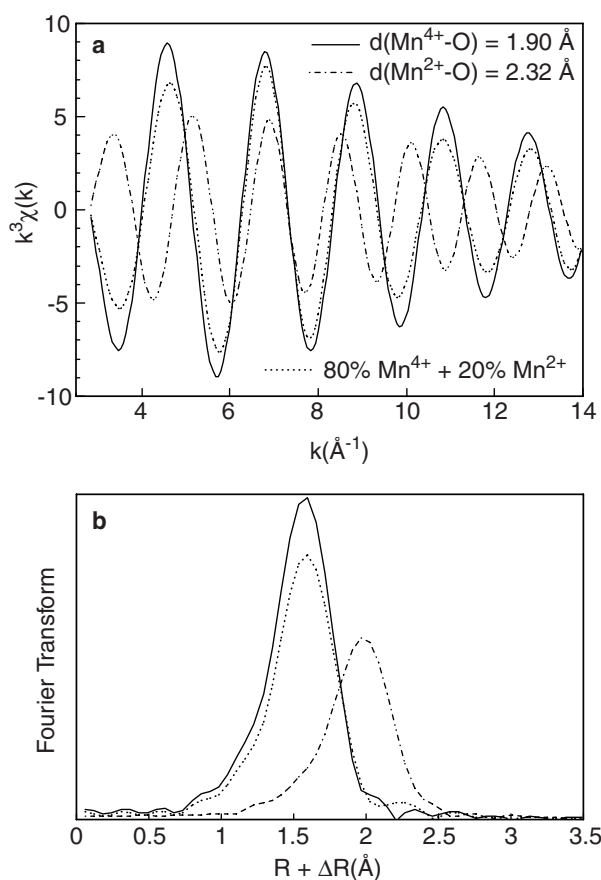 a
d(Mn⁴⁺-O) = 1.90 Å
d(Mn²⁺-O) = 2.32 Å
10
5
0
-5
-10
k³χ(k)
80% Mn⁴⁺ + 20% Mn²⁺
4 6 8 10 12 14
k(Å⁻¹)
b
Fourier Transform
0 0.5 1 1.5 2 2.5 3 3.5
R + ΔR(Å)